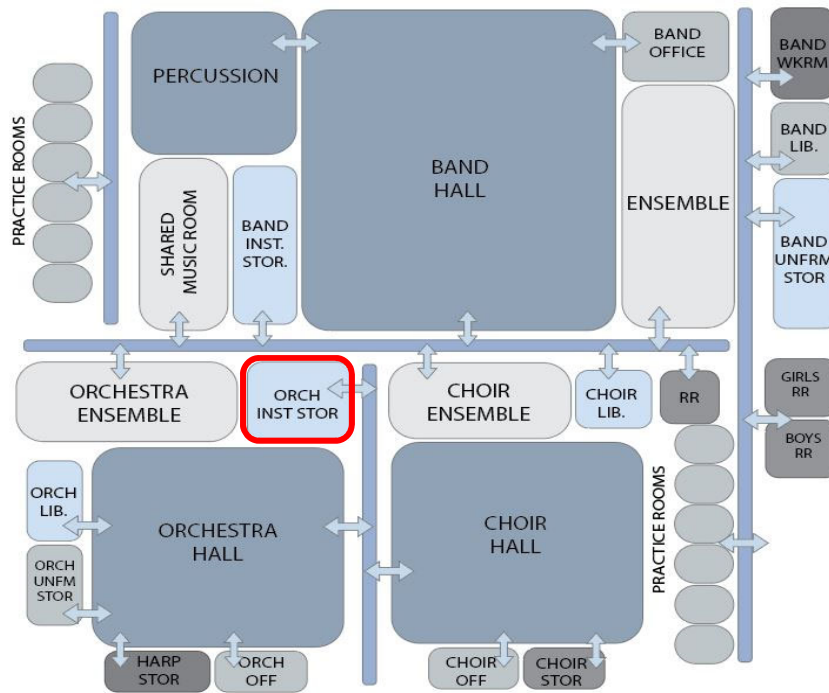 PERCUSSION
BAND
HALL
BAND
OFFICE
BAND
WKRM
PRACTICE ROOMS
BAND
LIB.
SHARED
MUSIC ROOM
BAND
INST.
STOR.
ENSEMBLE
BAND
UNFRM
STOR
ORCHESTRA
ENSEMBLE
ORCH
INST STOR
CHOIR
ENSEMBLE
CHOIR
LIB.
RR
GIRLS
RR
BOYS
RR
ORCH
LIB.
ORCHESTRA
HALL
CHOIR
HALL
PRACTICE ROOMS
ORCH
UNFM
STOR
HARP
STOR
ORCH
OFF
CHOIR
OFF
CHOIR
STOR